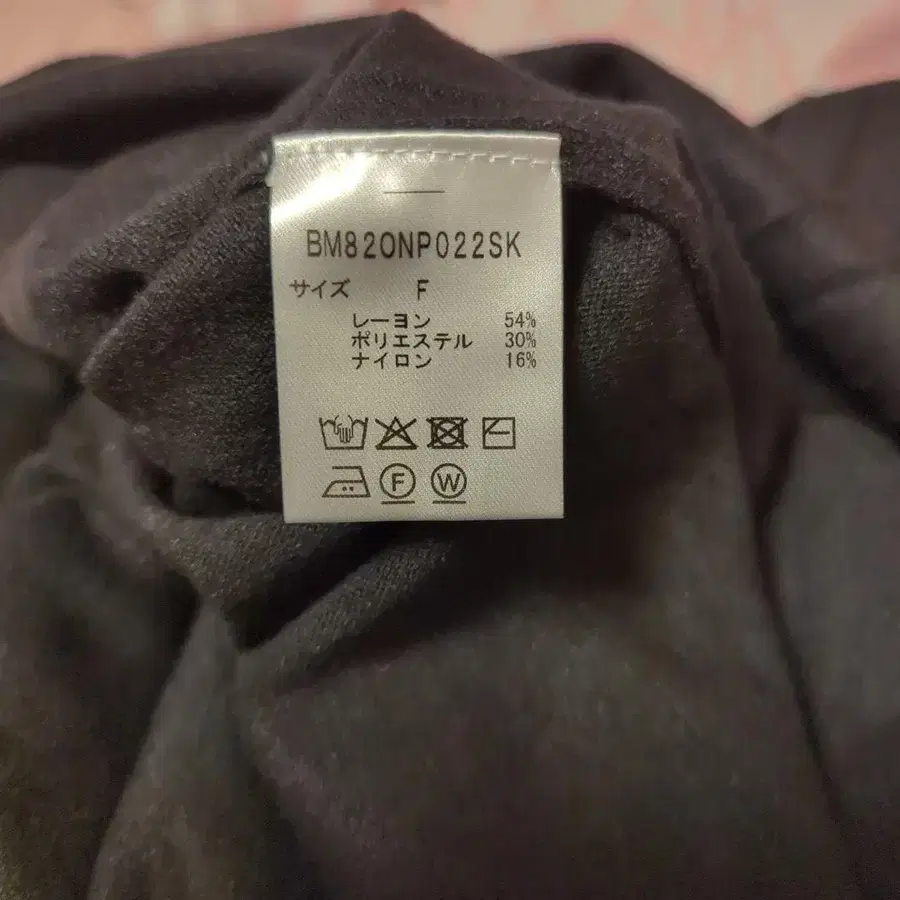 BM820NP022SK
サイズ F
レーヨン 54%
ポリエステル 30%
ナイロン 16%
F W